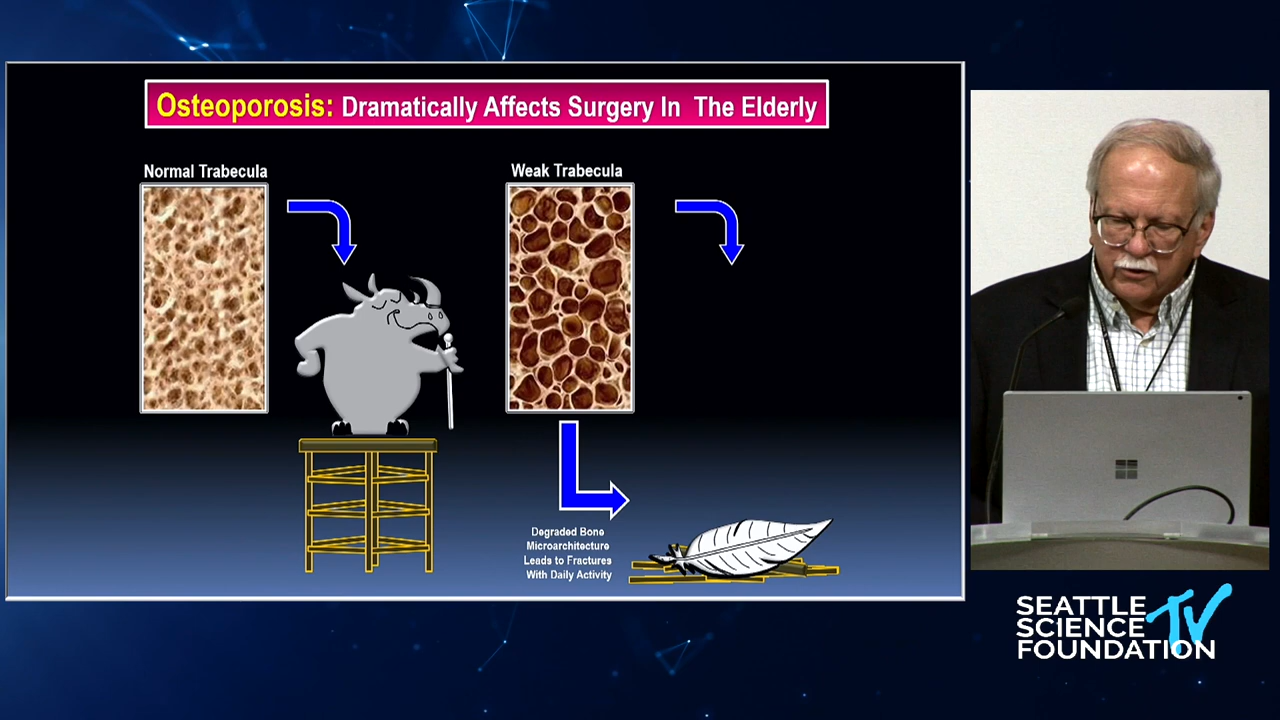 Osteoporosis: Dramatically Affects Surgery In The Elderly
Normal Trabecula
Weak Trabecula
Degraded Bone
Microarchitecture
Leads to Fractures
With Daily Activity
SEATTLE
SCIENCE TV
FOUNDATION